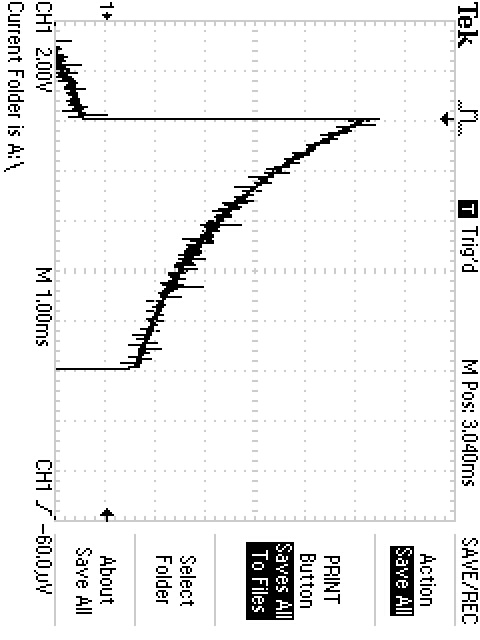 Tek T Trig'd M Pos: 3.040ms SAVE/REC
Action
Save All
PRINT
Button
Saves All
To Files
Select
Folder
1
About
Save All
CH1 2.00V M 1.00ms CH1 -60.0µV
Current Folder is A:\